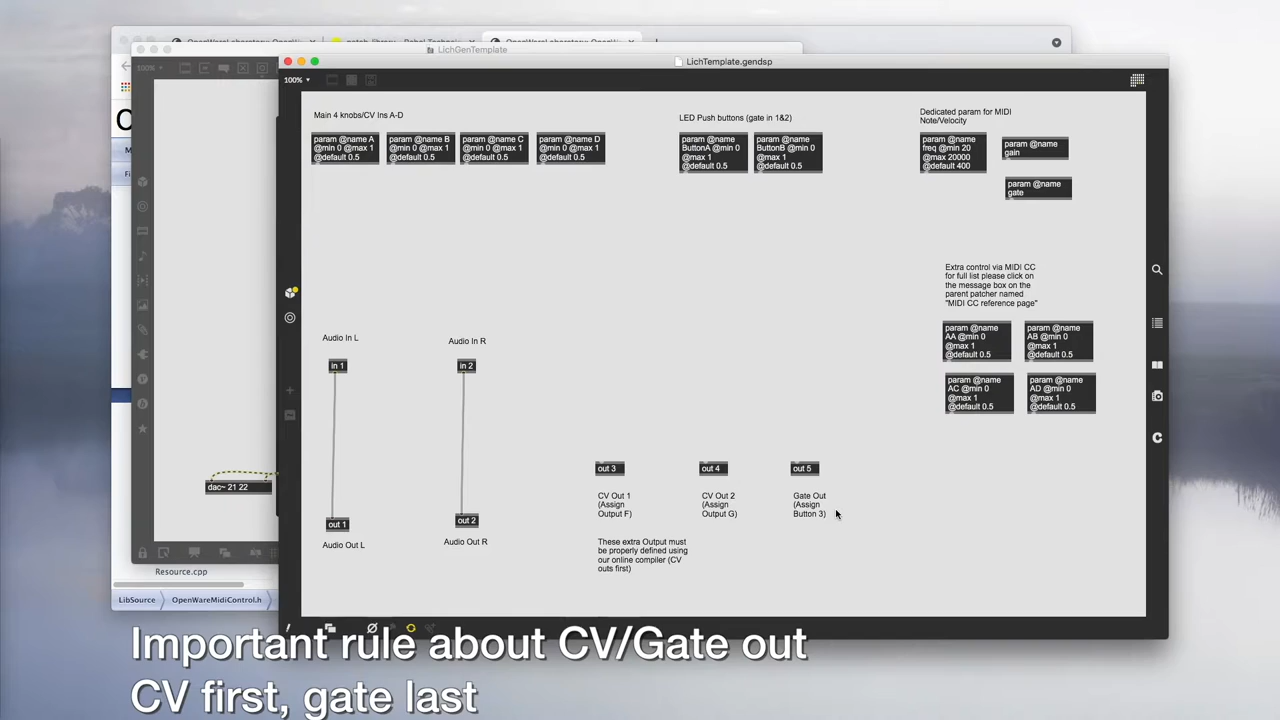 LichGenTemplate
LichTemplate.gendsp
100%
100%
Main 4 knobs/CV Ins A-D
LED Push buttons (gate in 1&2)
Dedicated param for MIDI
Note/Velocity
param @name A
@min 0 @max 1
@default 0.5
param @name B
@min 0 @max 1
@default 0.5
param @name C
@min 0 @max 1
@default 0.5
param @name D
@min 0 @max 1
@default 0.5
param @name
ButtonA @min 0
@max 1
@default 0.5
param @name
ButtonB @min 0
@max 1
@default 0.5
param @name
freq @min 20
@max 20000
@default 400
param @name
gain
param @name
gate
Extra control via MIDI CC
for full list please click on
the message box on the
parent patcher named
"MIDI CC reference page"
param @name
AA @min 0
@max 1
@default 0.5
param @name
AB @min 0
@max 1
@default 0.5
param @name
AC @min 0
@max 1
@default 0.5
param @name
AD @min 0
@max 1
@default 0.5
Audio In L
Audio In R
in 1
in 2
out 3
out 4
out 5
CV Out 1
(Assign
Output F)
CV Out 2
(Assign
Output G)
Gate Out
(Assign
Button 3)
dac~ 21 22
out 1
out 2
Audio Out L
Audio Out R
These extra Output must
be properly defined using
our online compiler (CV
outs first)
Resource.cpp
LibSource
OpenWareMidiControl.h
Important rule about CV/Gate out
CV first, gate last